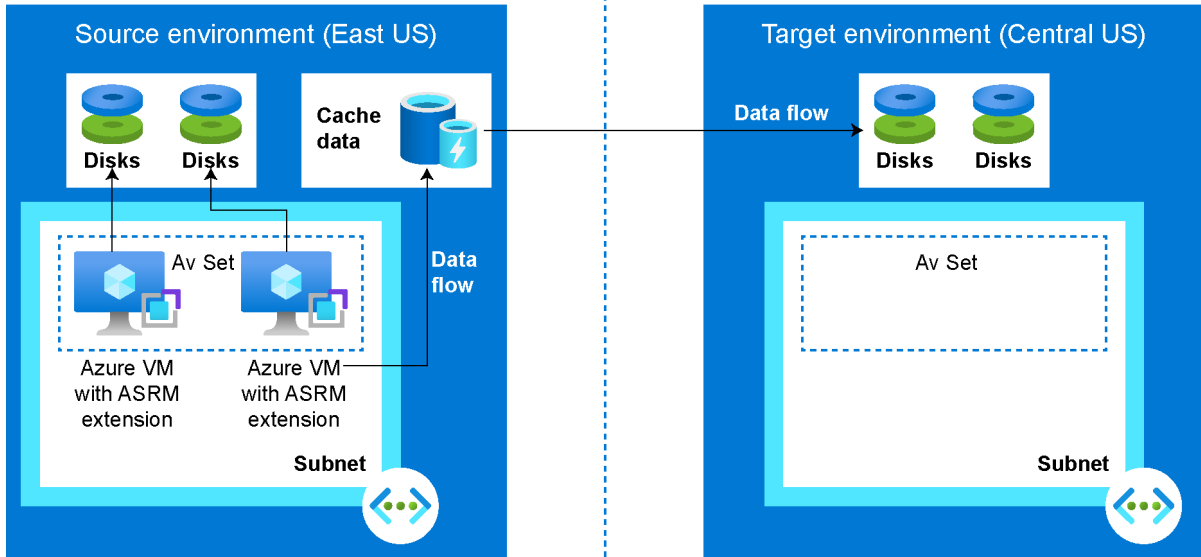 Source environment (East US)
Disks
Disks
Cache
data
Av Set
Data
flow
Azure VM
with ASRM
extension
Azure VM
with ASRM
extension
Subnet
Data flow
Target environment (Central US)
Disks
Disks
Av Set
Subnet